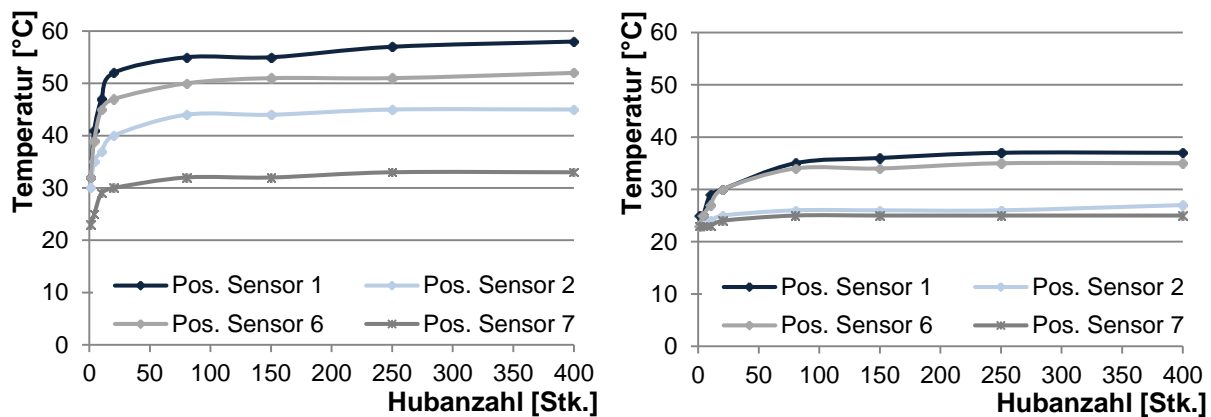 Temperatur [°C]
60
50
40
30
20
10
0
Pos. Sensor 1
Pos. Sensor 2
Pos. Sensor 6
Pos. Sensor 7
0 50 100 150 200 250 300 350 400
Hubanzahl [Stk.]
Temperatur [°C]
60
50
40
30
20
10
0
Pos. Sensor 1
Pos. Sensor 2
Pos. Sensor 6
Pos. Sensor 7
0 50 100 150 200 250 300 350 400
Hubanzahl [Stk.]